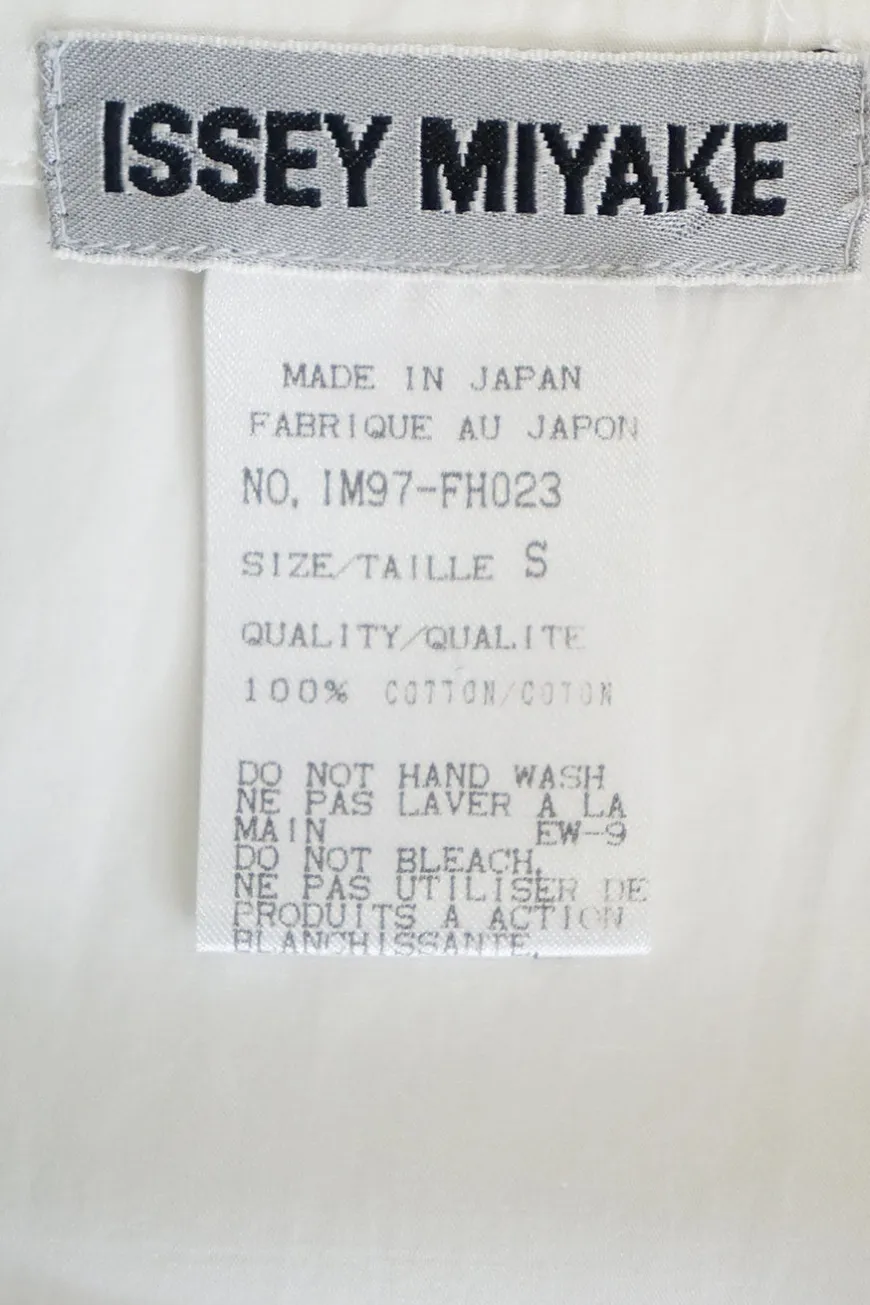 ISSEY MIYAKE
MADE IN JAPAN
FABRIQUE AU JAPON
NO. IM97-FH023
SIZE/TAILLE S
QUALITY/QUALITE
100% COTTON/COTON
DO NOT HAND WASH
NE PAS LAVER A LA
MAIN EW-9
DO NOT BLEACH.
NE PAS UTILISER DE
PRODUITS A ACTION
BLANCHISSANTE.